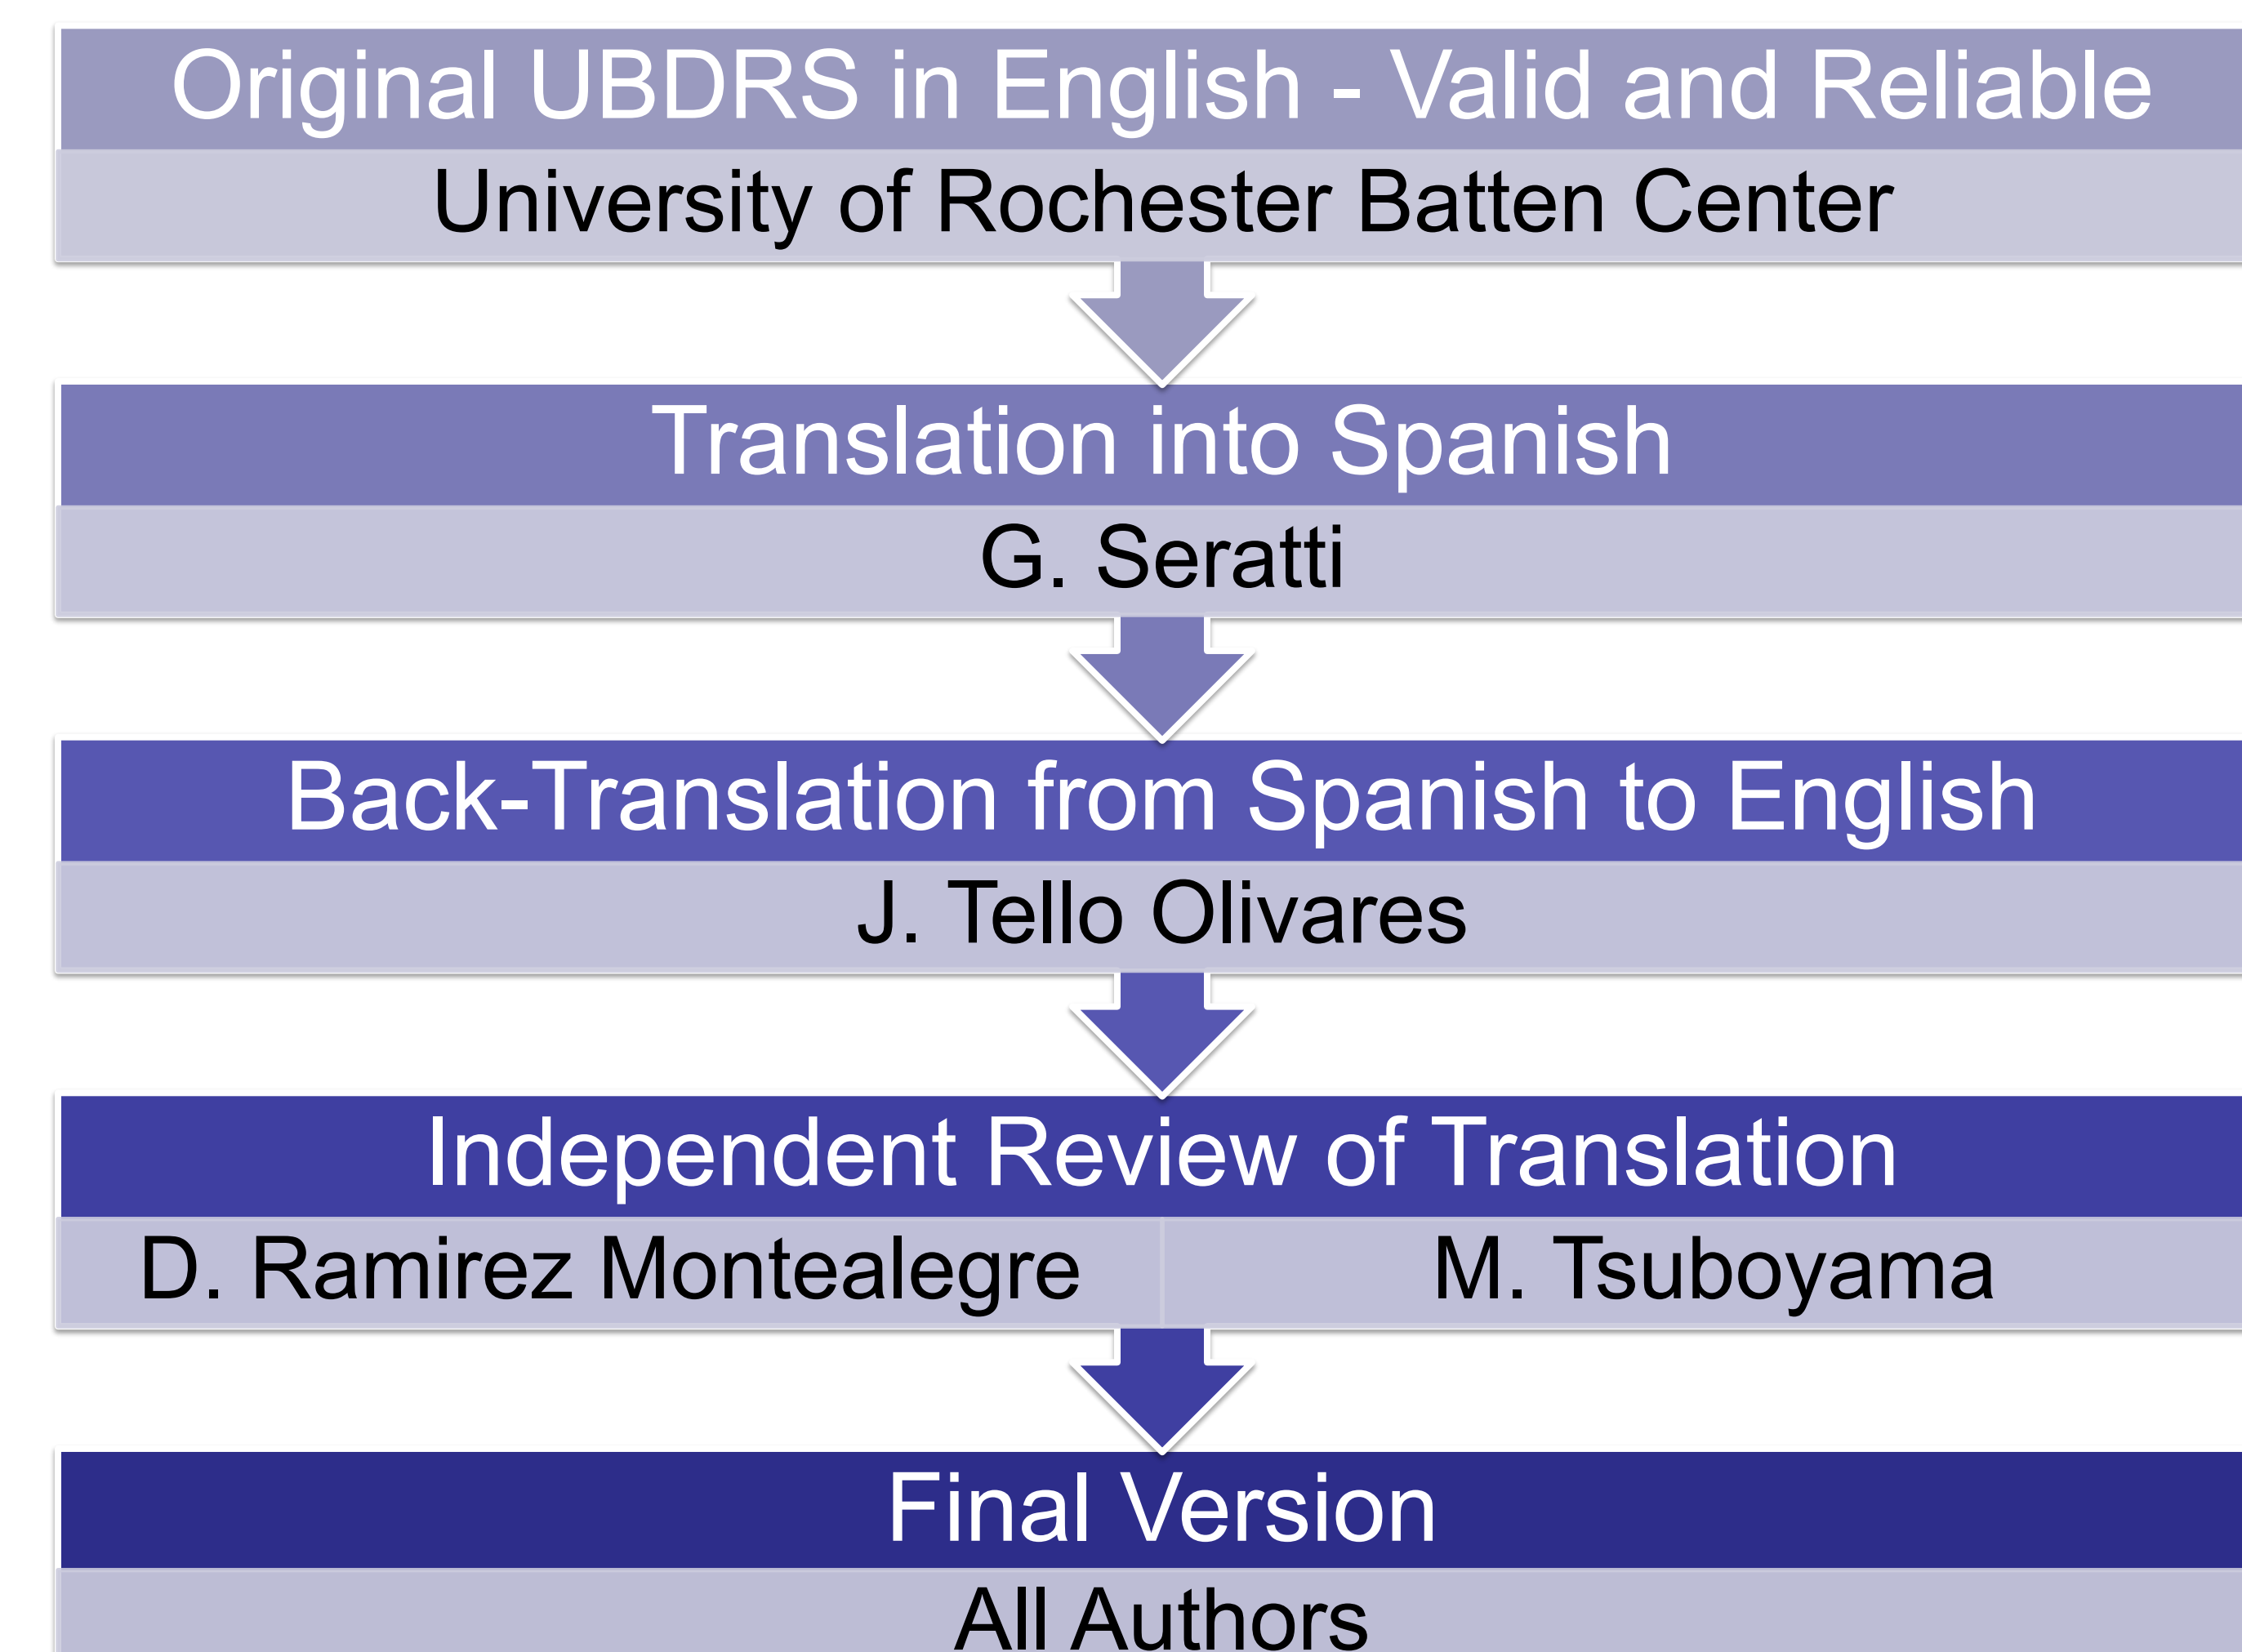 Original UBDRS in English - Valid and Reliable
University of Rochester Batten Center
Translation into Spanish
G. Seratti
Back-Translation from Spanish to English
J. Tello Olivares
Independent Review of Translation
D. Ramirez Montealegre
M. Tsuboyama
Final Version
All Authors